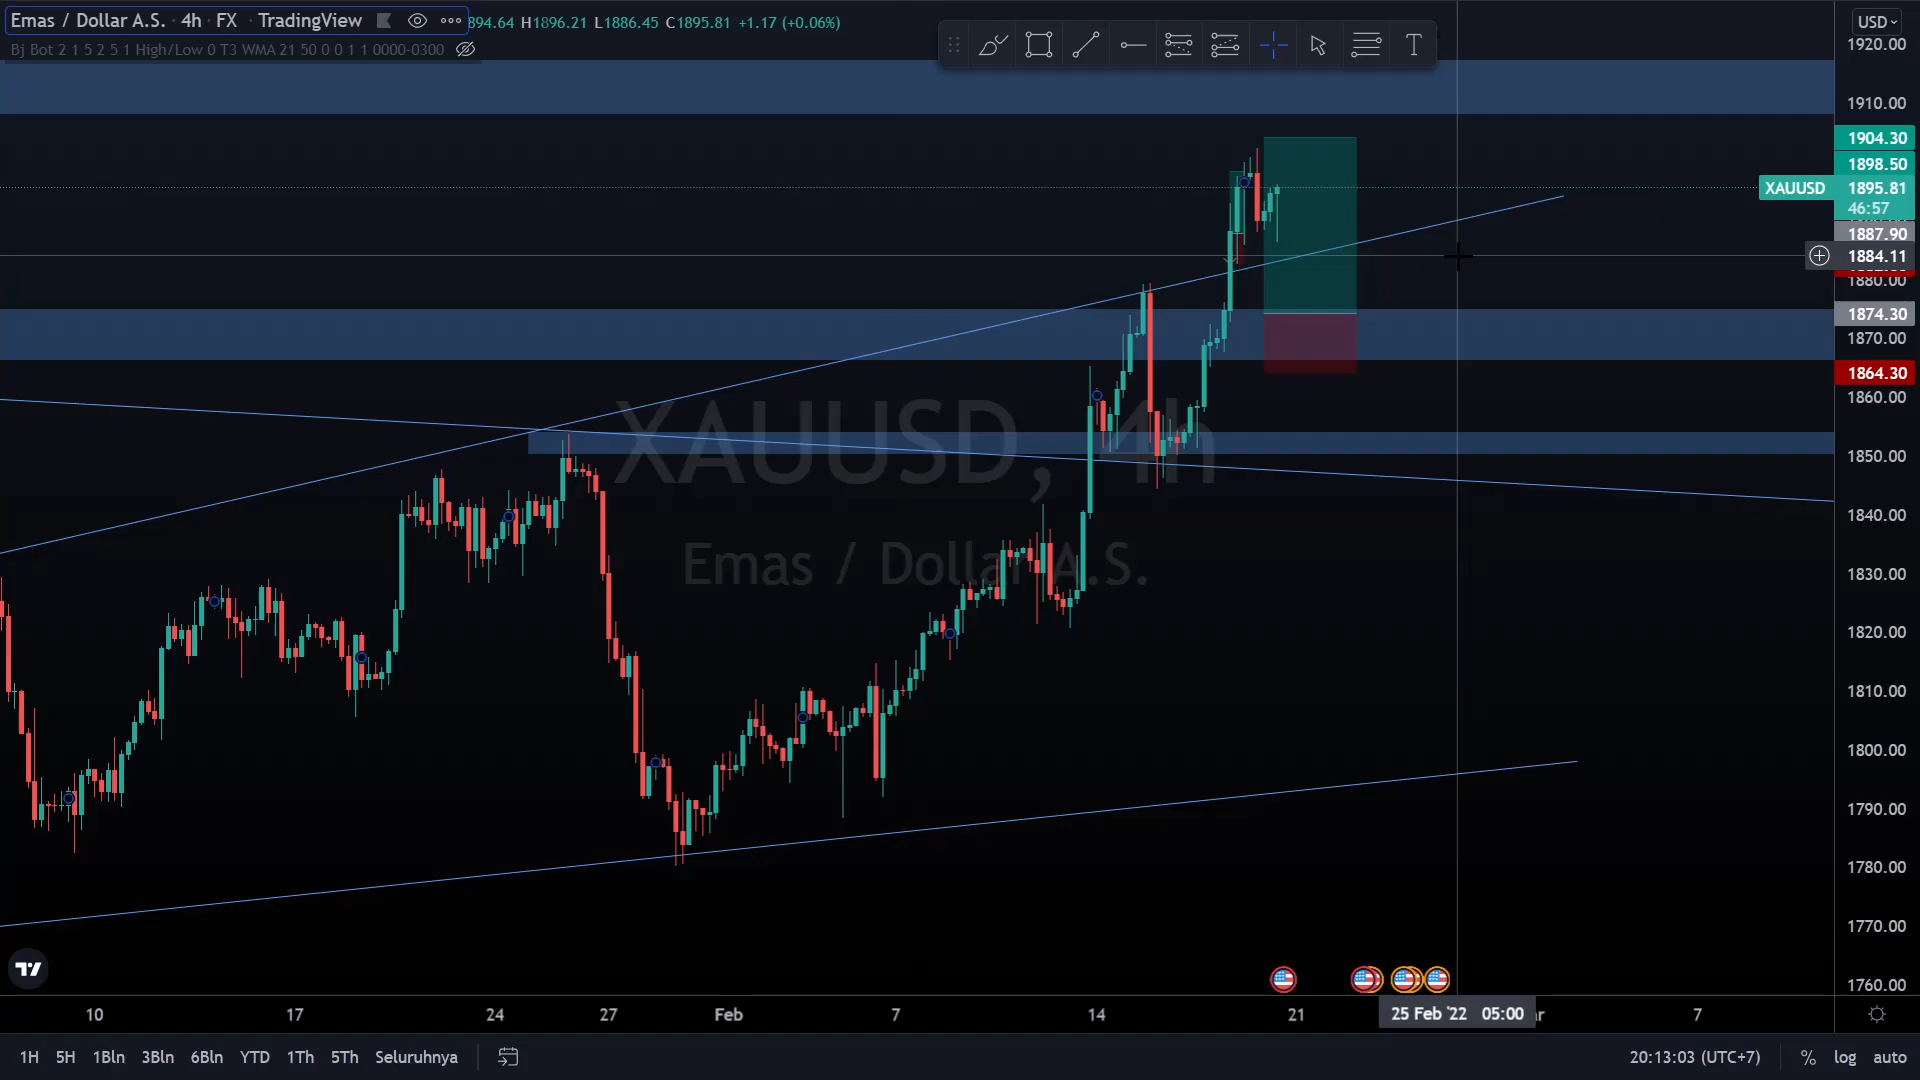 Emas / Dollar A.S. · 4h · FX · TradingView
894.64 H1896.21 L1886.45 C1895.81 +1.17 (+0.06%)
Bj Bot 2 1 5 2 5 1 High/Low 0 T3 WMA 21 50 0 0 1 1 0000-0300
T
USD
1920.00
1910.00
1904.30
1898.50
XAUUSD 1895.81
46:57
1887.90
1884.11
1880.00
1874.30
1870.00
1864.30
1860.00
1850.00
1840.00
1830.00
1820.00
1810.00
1800.00
1790.00
1780.00
1770.00
1760.00
XAUUSD, 4h
Emas / Dollar A.S.
10 17 24 27 Feb 7 14 21 25 Feb '22 05:00 7
1H 5H 1Bln 3Bln 6Bln YTD 1Th 5Th Seluruhnya
20:13:03 (UTC+7) % log auto